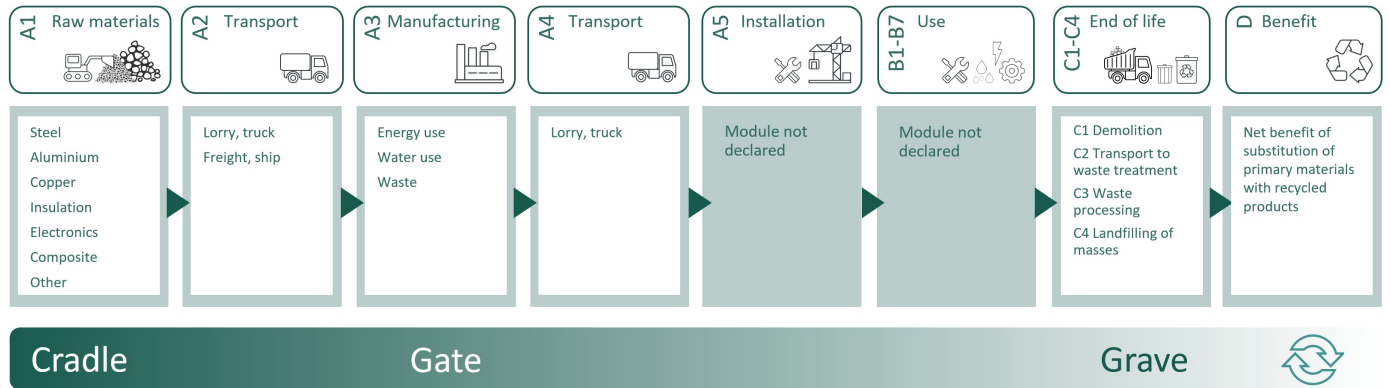 A1 Raw materials
A2 Transport
A3 Manufacturing
A4 Transport
A5 Installation
B1-B7 Use
C1-C4 End of life
D Benefit
Steel
Aluminium
Copper
Insulation
Electronics
Composite
Other
Lorry, truck
Freight, ship
Energy use
Water use
Waste
Lorry, truck
Module not
declared
Module not
declared
C1 Demolition
C2 Transport to
waste treatment
C3 Waste
processing
C4 Landfilling of
masses
Net benefit of
substitution of
primary materials
with recycled
products
Cradle
Gate
Grave